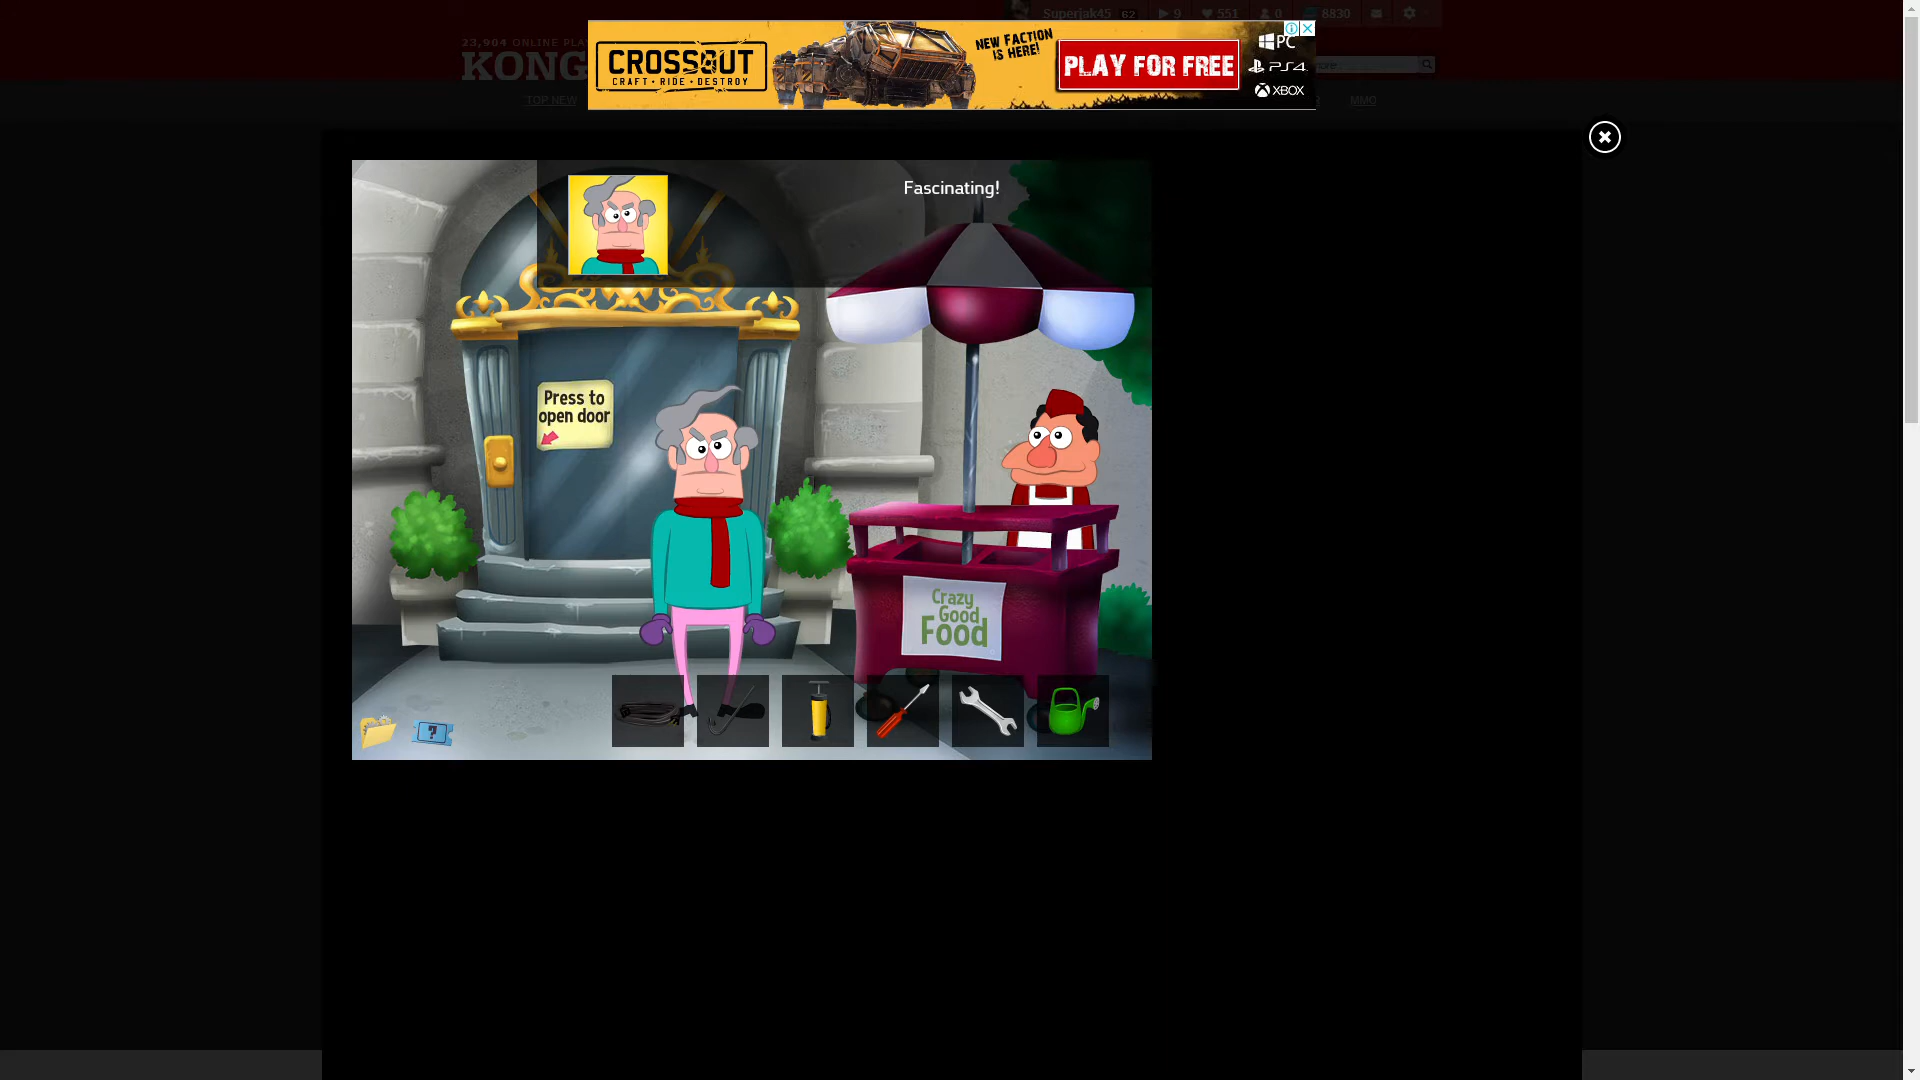 Superjak45 62 9 551 0 8830
23,904 ONLINE PLA
KONG
CROSSOUT
CRAFT • RIDE • DESTROY
NEW FACTION
IS HERE!
PLAY FOR FREE
PC
PS4
XBOX
TOP NEW
MMO
Fascinating!
Press to
open door
Crazy
Good
Food
?